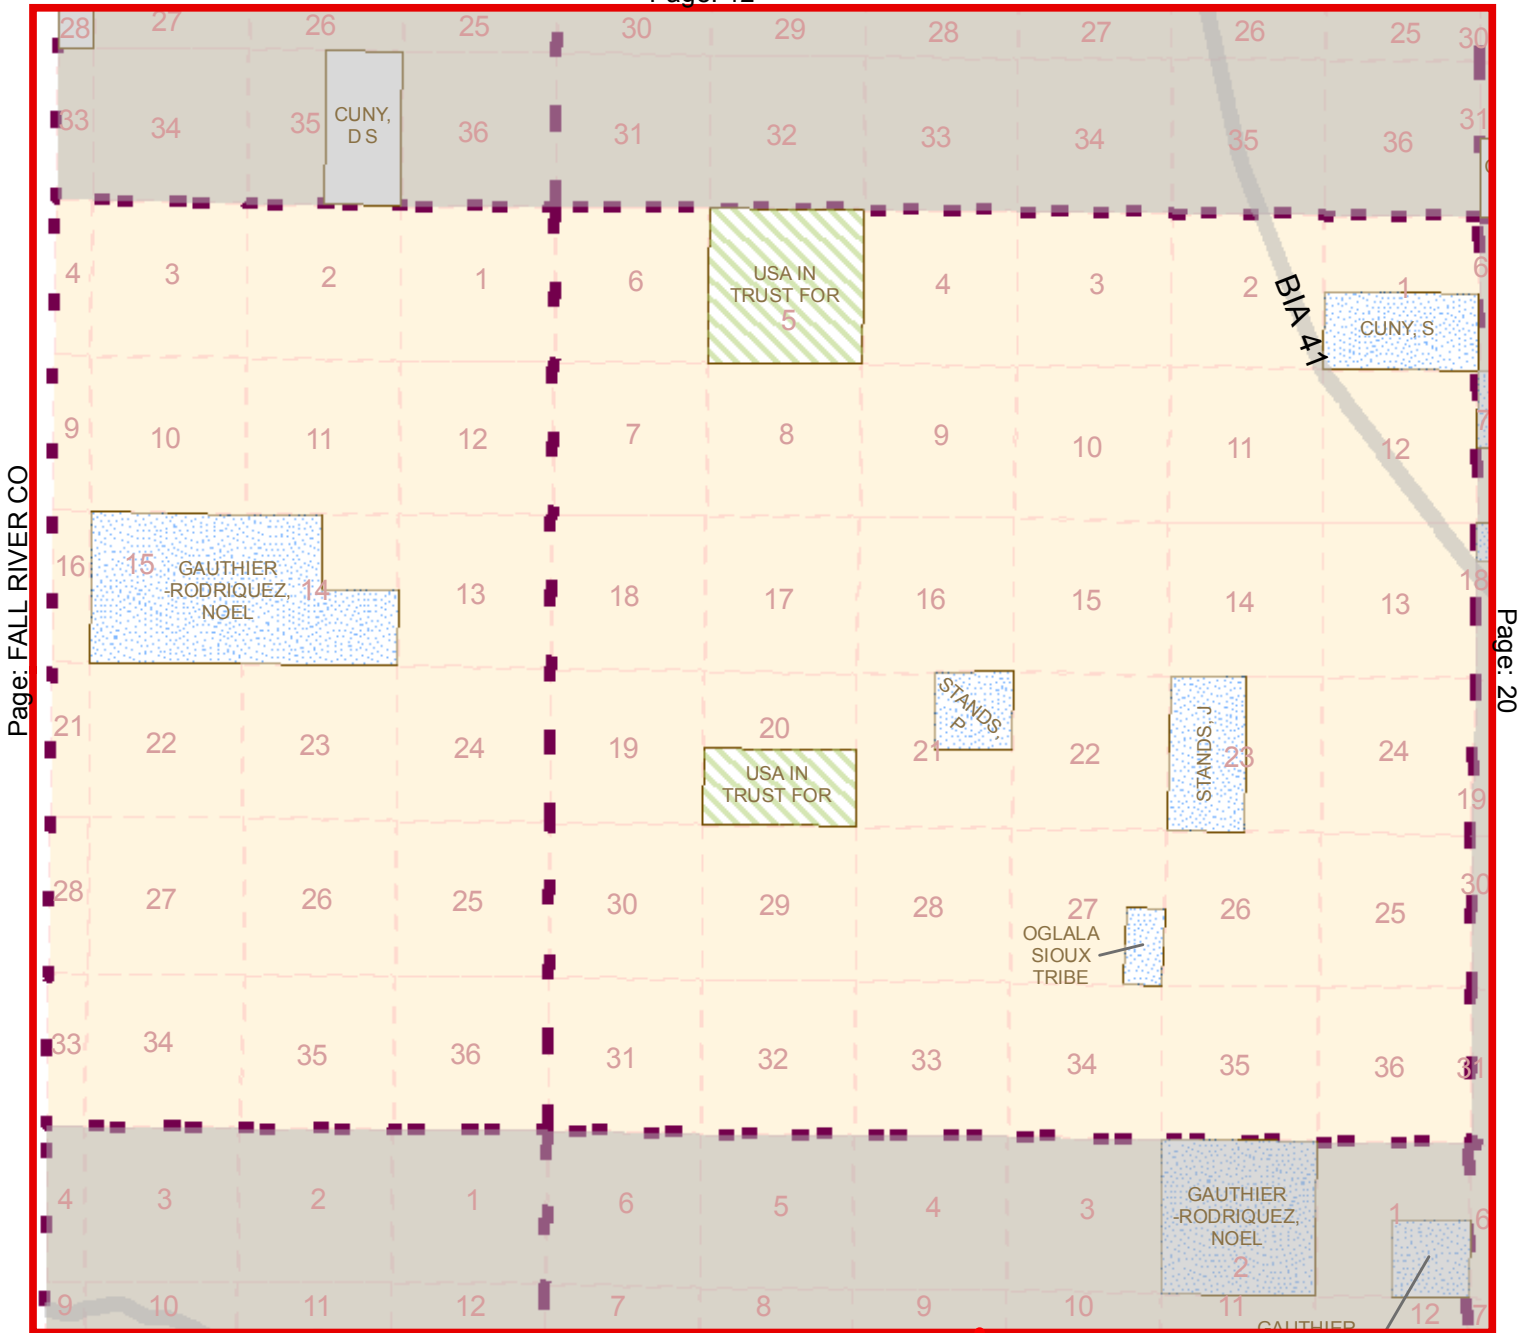 28 27 26 25 30 29 28 27 26 25 30
33 34 35 CUNY,
D S
36 31 32 33 34 35 36 31
4 3 2 1 6
USA IN
TRUST FOR
5
4 3 2 1 6
BIA 41
CUNY, S
9 10 11 12 7 8 9 10 11 12 7
Page: FALL RIVER CO
16 15 14 13 18 17 16 15 14 13 18
GAUTHIER
-RODRIQUEZ,
NOEL
Page: 20
21 22 23 24 19 20 21 22 23 24 19
STANDS,
P
STANDS, J
USA IN
TRUST FOR
28 27 26 25 30 29 28 27 26 25 30
OGLALA
SIOUX
TRIBE
33 34 35 36 31 32 33 34 35 36 31
4 3 2 1 6 5 4 3 2 1 6
GAUTHIER
-RODRIQUEZ,
NOEL
9 10 11 12 7 8 9 10 11 12 7
GAUTHIER